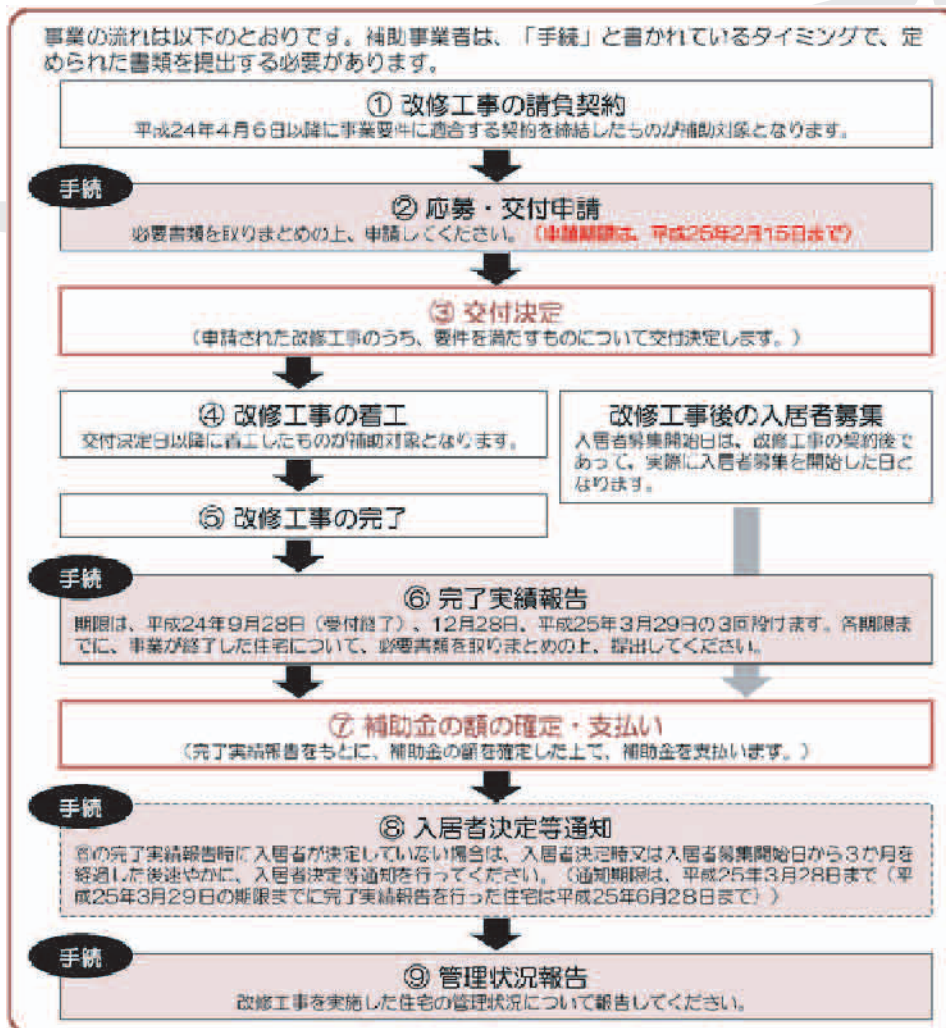 事業の流れは以下のとおりです。補助事業者は、「手続」と書かれているタイミングで、定
められた書類を提出する必要があります。
① 改修工事の請負契約
平成24年4月6日以降に事業要件に適合する契約を締結したものが補助対象となります。
手続
② 応募・交付申請
必要書類を取りまとめの上、申請してください。（申請期限は、平成25年2月15日まで）
③ 交付決定
（申請された改修工事のうち、要件を満たすものについて交付決定します。）
④ 改修工事の着工
交付決定日以降に着工したものが補助対象となります。
改修工事後の入居者募集
入居者募集開始日は、改修工事の契約後で
あって、実際に入居者募集を開始した日と
なります。
⑤ 改修工事の完了
手続
⑥ 完了実績報告
期限は、平成24年9月28日（受付終了）、12月28日、平成25年3月29日の3回設けます。各期限ま
でに、事業が終了した住宅について、必要書類を取りまとめの上、提出してください。
⑦ 補助金の額の確定・支払い
（完了実績報告をもとに、補助金の額を確定した上で、補助金を支払います。）
手続
⑧ 入居者決定等通知
⑥の完了実績報告時に入居者が決定していない場合は、入居者決定時又は入居者募集開始日から3か月を
経過した後速やかに、入居者決定等通知を行ってください。（通知期限は、平成25年3月28日まで（平
成25年3月29日の期限までに完了実績報告を行った住宅は平成25年6月28日まで））
手続
⑨ 管理状況報告
改修工事を実施した住宅の管理状況について報告してください。